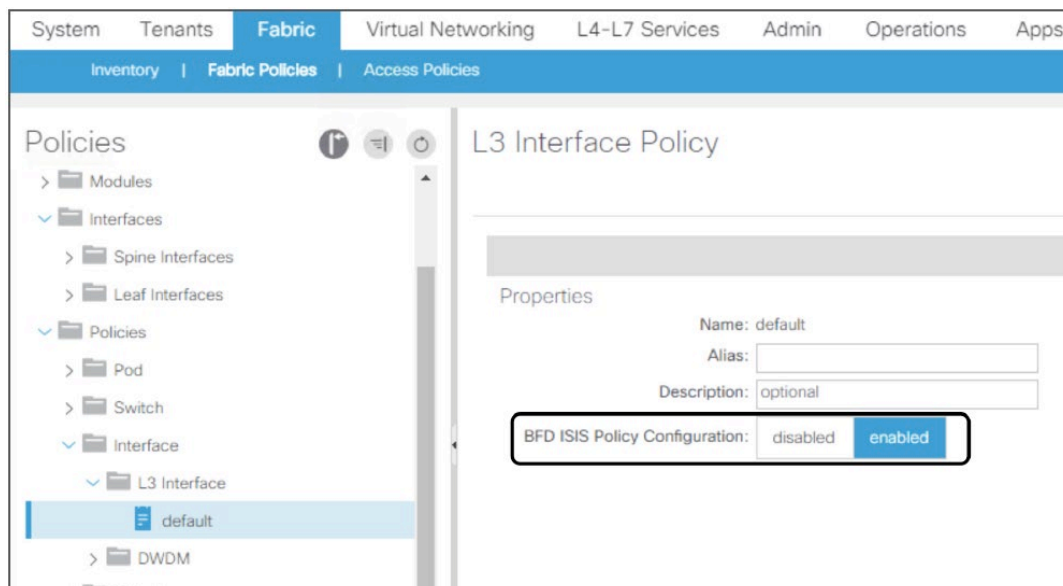 System Tenants Fabric Virtual Networking L4-L7 Services Admin Operations Apps
Inventory | Fabric Policies | Access Policies
Policies
Modules
Interfaces
Spine Interfaces
Leaf Interfaces
Policies
Pod
Switch
Interface
L3 Interface
default
DWDM
L3 Interface Policy
Properties
Name: default
Alias:
Description: optional
BFD ISIS Policy Configuration: disabled enabled